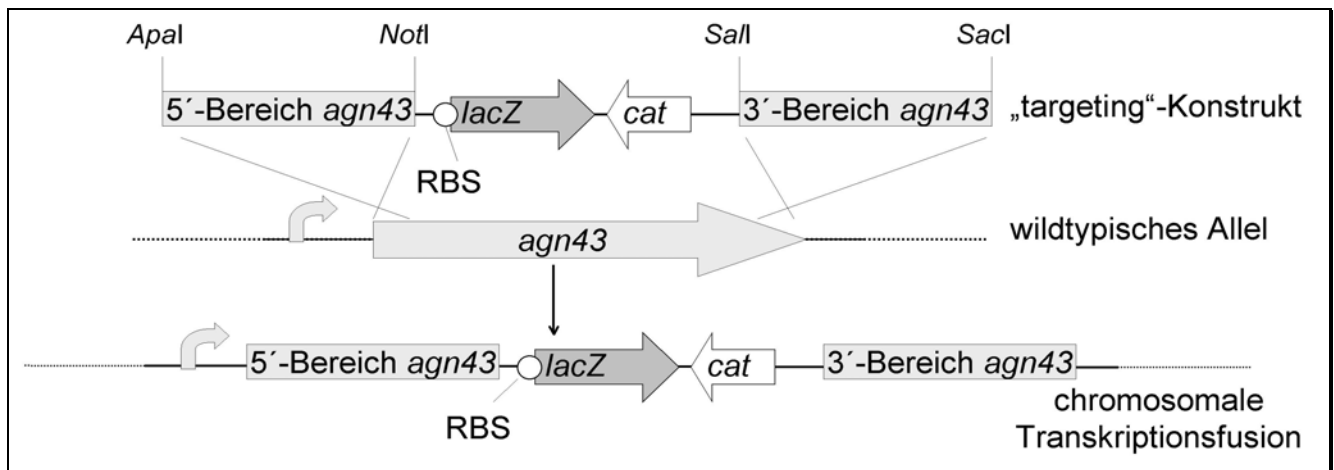 ApaI NotI SalI SacI
5´-Bereich agn43 lacZ cat 3´-Bereich agn43 „targeting“-Konstrukt
RBS
agn43 wildtypisches Allel
5´-Bereich agn43 lacZ cat 3´-Bereich agn43
RBS
chromosomale
Transkriptionsfusion